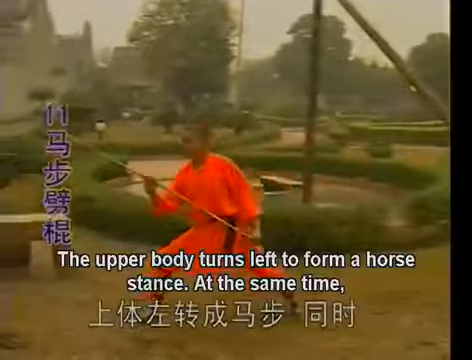 11马步劈棍
The upper body turns left to form a horse
stance. At the same time,
上体左转成马步 同时